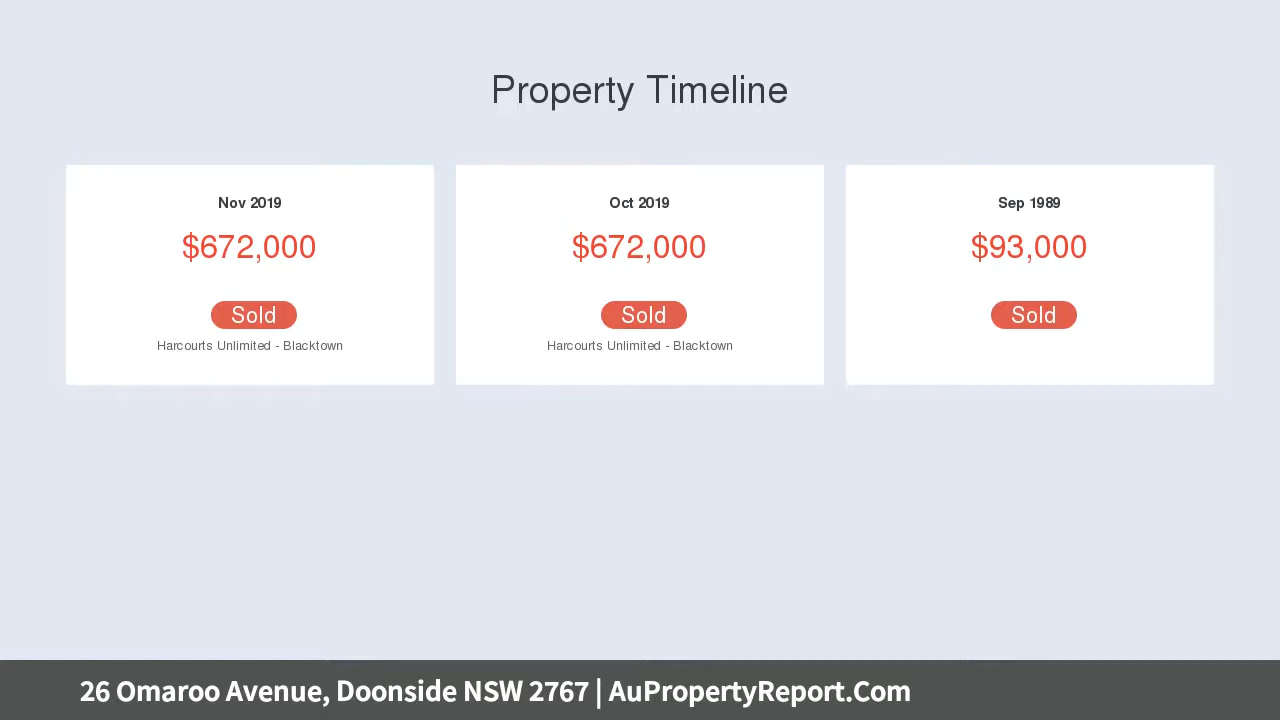 Property Timeline
Nov 2019
$672,000
Sold
Harcourts Unlimited - Blacktown
Oct 2019
$672,000
Sold
Harcourts Unlimited - Blacktown
Sep 1989
$93,000
Sold
26 Omaroo Avenue, Doonside NSW 2767 | AuPropertyReport.Com